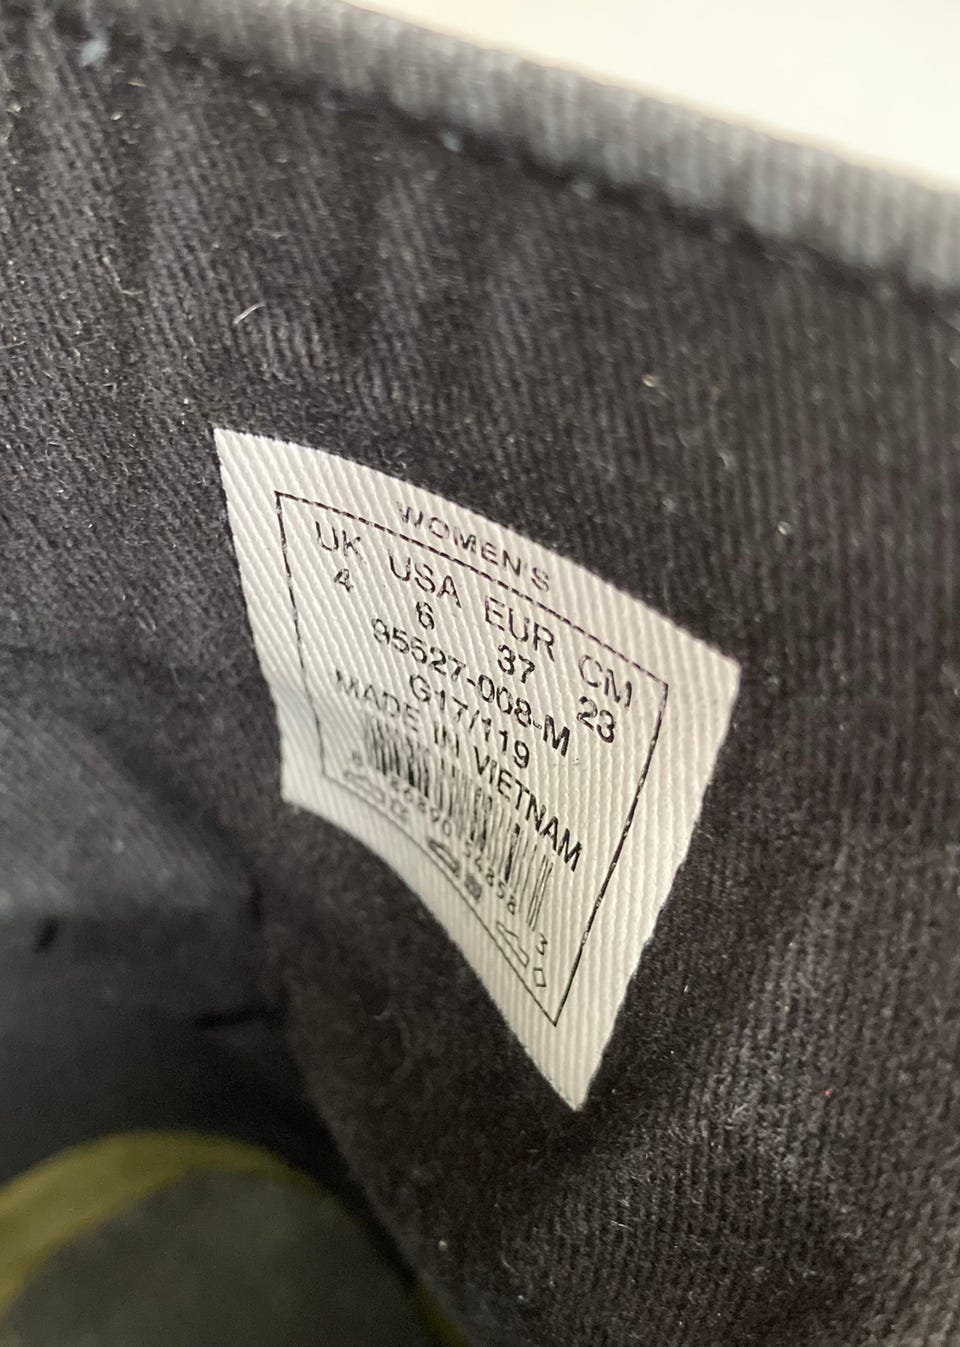 WOMEN'S
UK USA EUR CM
4 6 37 23
95527-008-M
G17/119
MADE IN VIETNAM